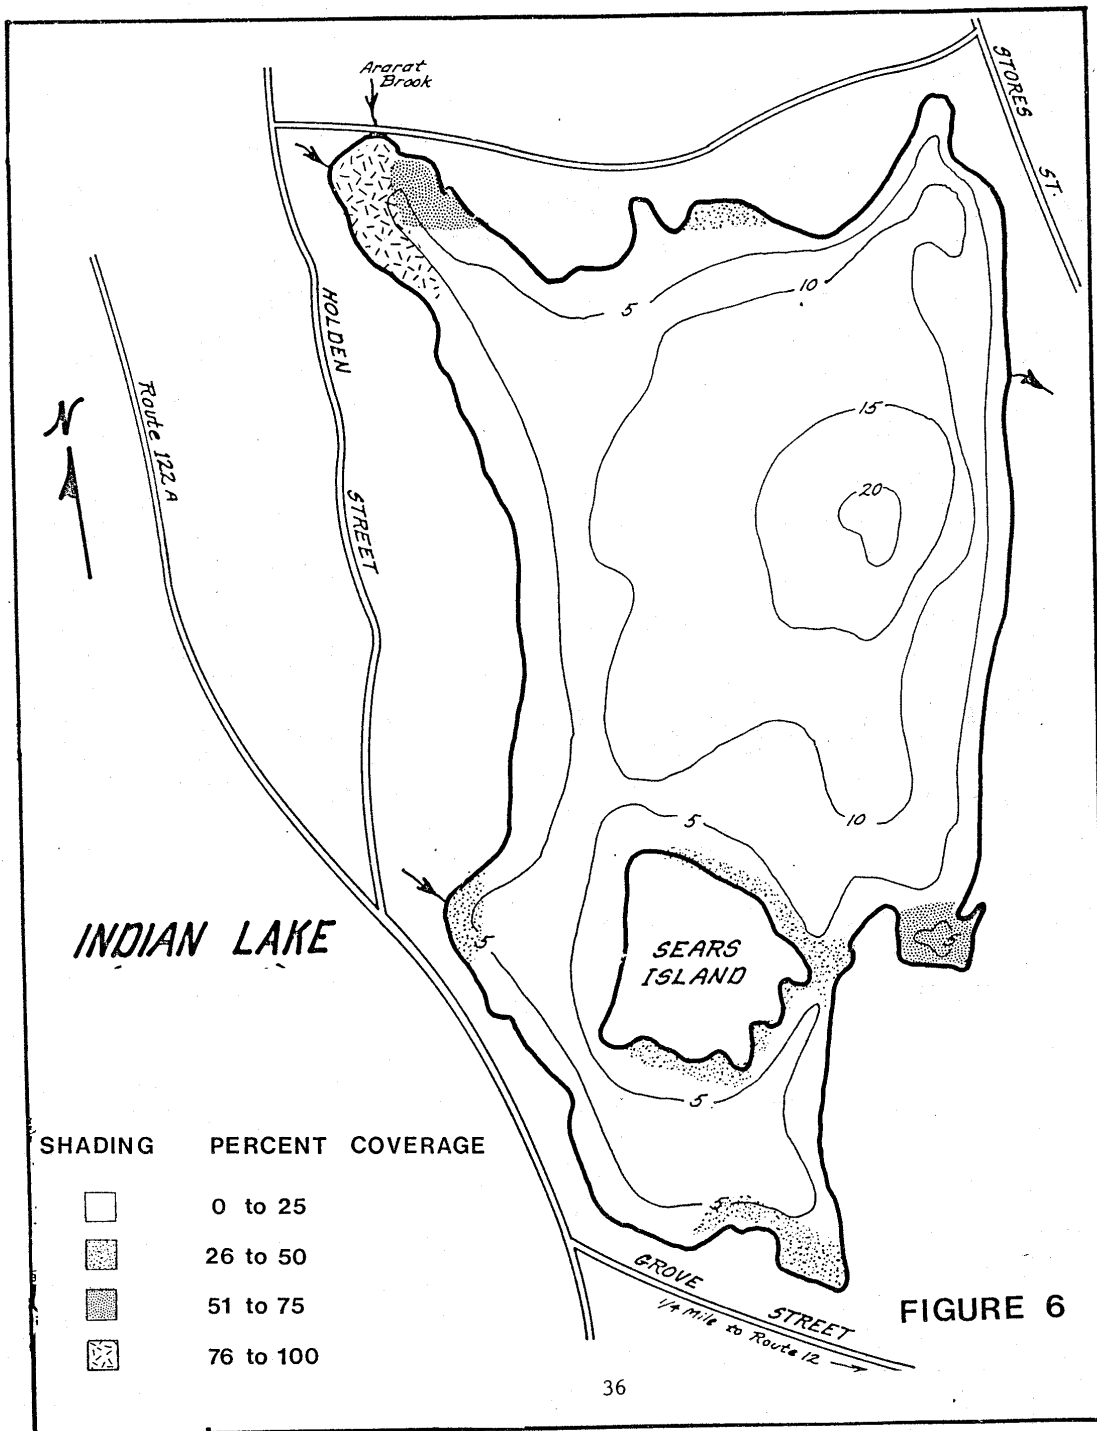 Ararat
Brook
STORES
ST.
5
10
HOLDEN
Route 122A
N
15
20
STREET
5
10
INDIAN LAKE
SEARS
ISLAND
5
5
5
5
SHADING PERCENT COVERAGE
0 to 25
26 to 50
51 to 75
76 to 100
GROVE
STREET
1/4 Mile to Route 12
FIGURE 6
36